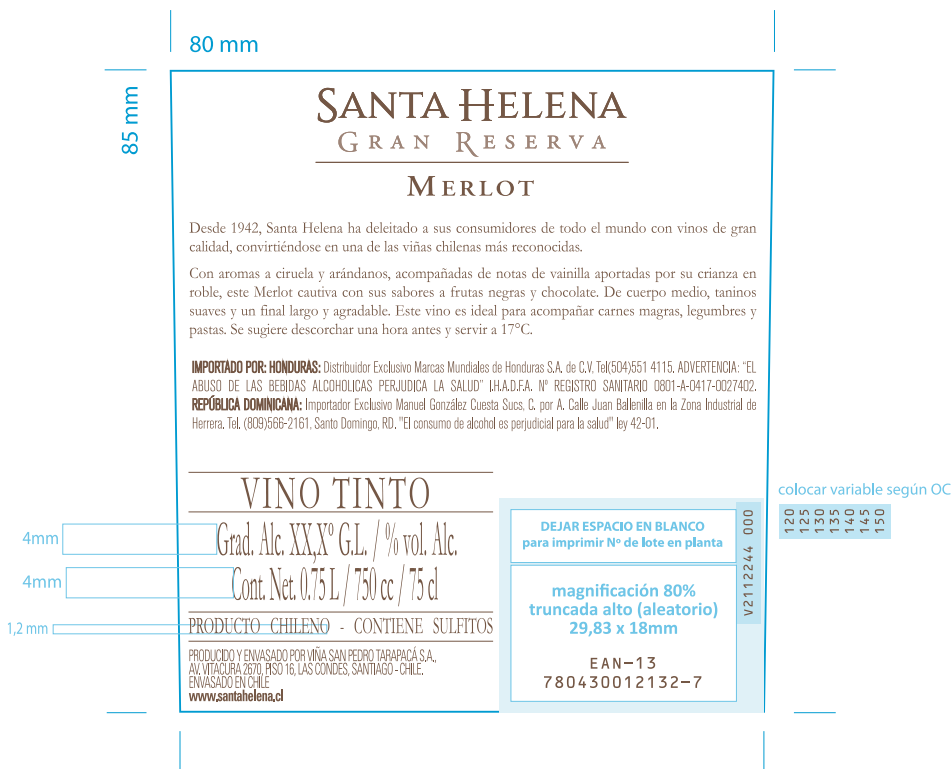 80 mm
85 mm
SANTA HELENA
GRAN RESERVA
MERLOT
Desde 1942, Santa Helena ha deleitado a sus consumidores de todo el mundo con vinos de gran
calidad, convirtiéndose en una de las viñas chilenas más reconocidas.
Con aromas a ciruela y arándanos, acompañadas de notas de vainilla aportadas por su crianza en
roble, este Merlot cautiva con sus sabores a frutas negras y chocolate. De cuerpo medio, taninos
suaves y un final largo y agradable. Este vino es ideal para acompañar carnes magras, legumbres y
pastas. Se sugiere descorchar una hora antes y servir a 17°C.
IMPORTADO POR: HONDURAS: Distribuidor Exclusivo Marcas Mundiales de Honduras S.A. de C.V. Tel(504)551 4115. ADVERTENCIA: "EL
ABUSO DE LAS BEBIDAS ALCOHOLICAS PERJUDICA LA SALUD" I.H.A.D.F.A. Nº REGISTRO SANITARIO 0801-A-0417-0027402.
REPÚBLICA DOMINICANA: Importador Exclusivo Manuel González Cuesta Sucs, C. por A. Calle Juan Ballenilla en la Zona Industrial de
Herrera. Tel. (809)566-2161, Santo Domingo, RD. "El consumo de alcohol es perjudicial para la salud" ley 42-01.
VINO TINTO
4mm
Grad. Alc. XX,Xº G.L. / % vol. Alc.
4mm
Cont. Net. 0.75 L / 750 cc / 75 cl
1,2 mm
PRODUCTO CHILENO - CONTIENE SULFITOS
PRODUCIDO Y ENVASADO POR VIÑA SAN PEDRO TARAPACÁ S.A.,
AV. VITACURA 2670, PISO 16, LAS CONDES, SANTIAGO - CHILE.
ENVASADO EN CHILE
www.santahelena.cl
DEJAR ESPACIO EN BLANCO
para imprimir Nº de lote en planta
magnificación 80%
truncada alto (aleatorio)
29,83 x 18mm
EAN-13
780430012132-7
V2112244 000
colocar variable según OC
120
125
130
135
140
145
150